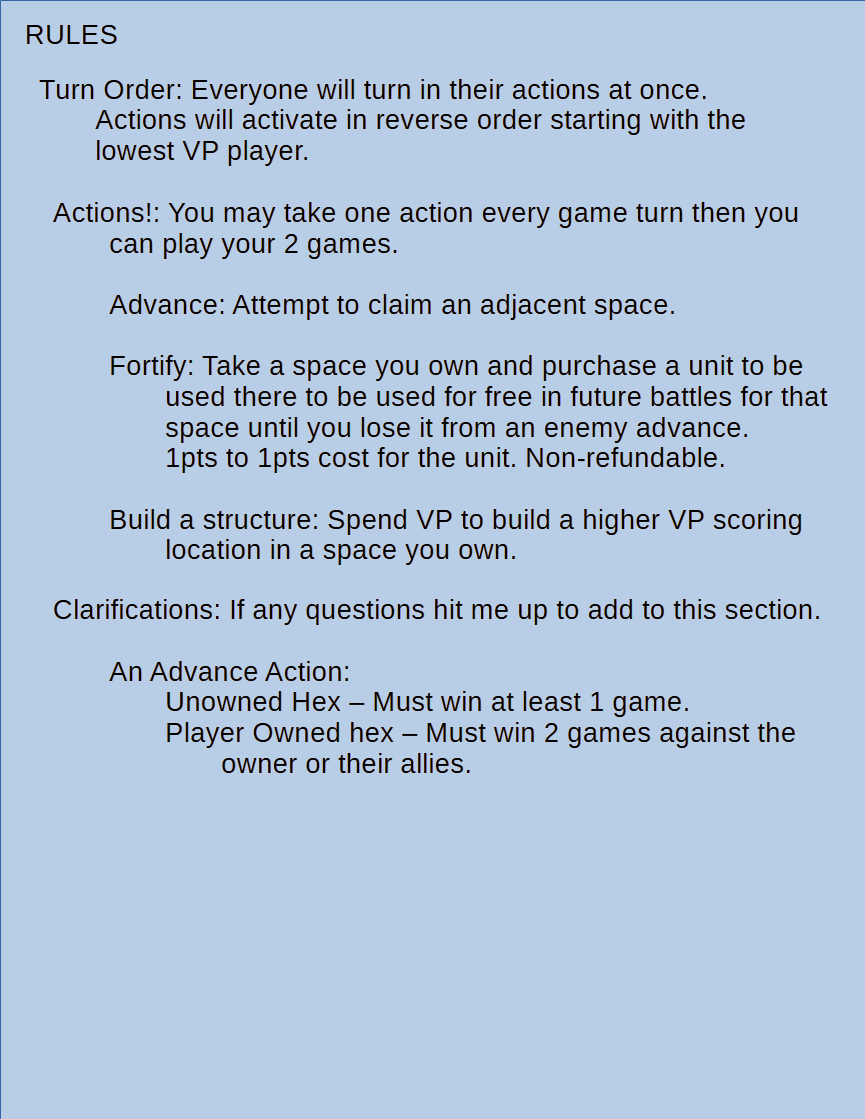 RULES
Turn Order: Everyone will turn in their actions at once.
Actions will activate in reverse order starting with the
lowest VP player.
Actions!: You may take one action every game turn then you
can play your 2 games.
Advance: Attempt to claim an adjacent space.
Fortify: Take a space you own and purchase a unit to be
used there to be used for free in future battles for that
space until you lose it from an enemy advance.
1pts to 1pts cost for the unit. Non-refundable.
Build a structure: Spend VP to build a higher VP scoring
location in a space you own.
Clarifications: If any questions hit me up to add to this section.
An Advance Action:
Unowned Hex – Must win at least 1 game.
Player Owned hex – Must win 2 games against the
owner or their allies.